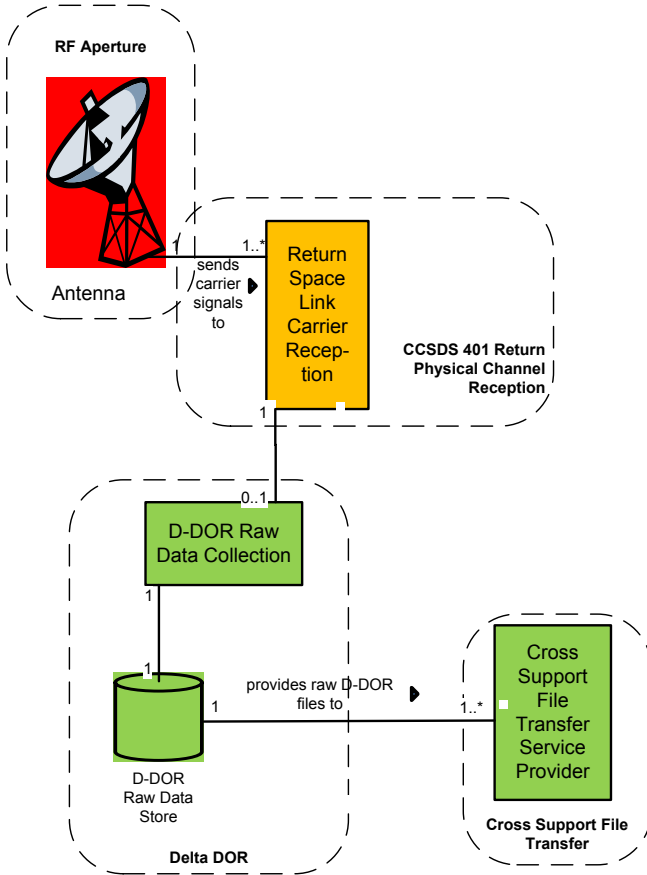 RF Aperture
Antenna
1
1..*
sends
carrier
signals
to
Return
Space
Link
Carrier
Recep-
tion
CCSDS 401 Return
Physical Channel
Reception
1
0..1
D-DOR Raw
Data Collection
1
1
D-DOR
Raw Data
Store
1
provides raw D-DOR
files to
1..*
Cross
Support
File
Transfer
Service
Provider
Delta DOR
Cross Support File
Transfer